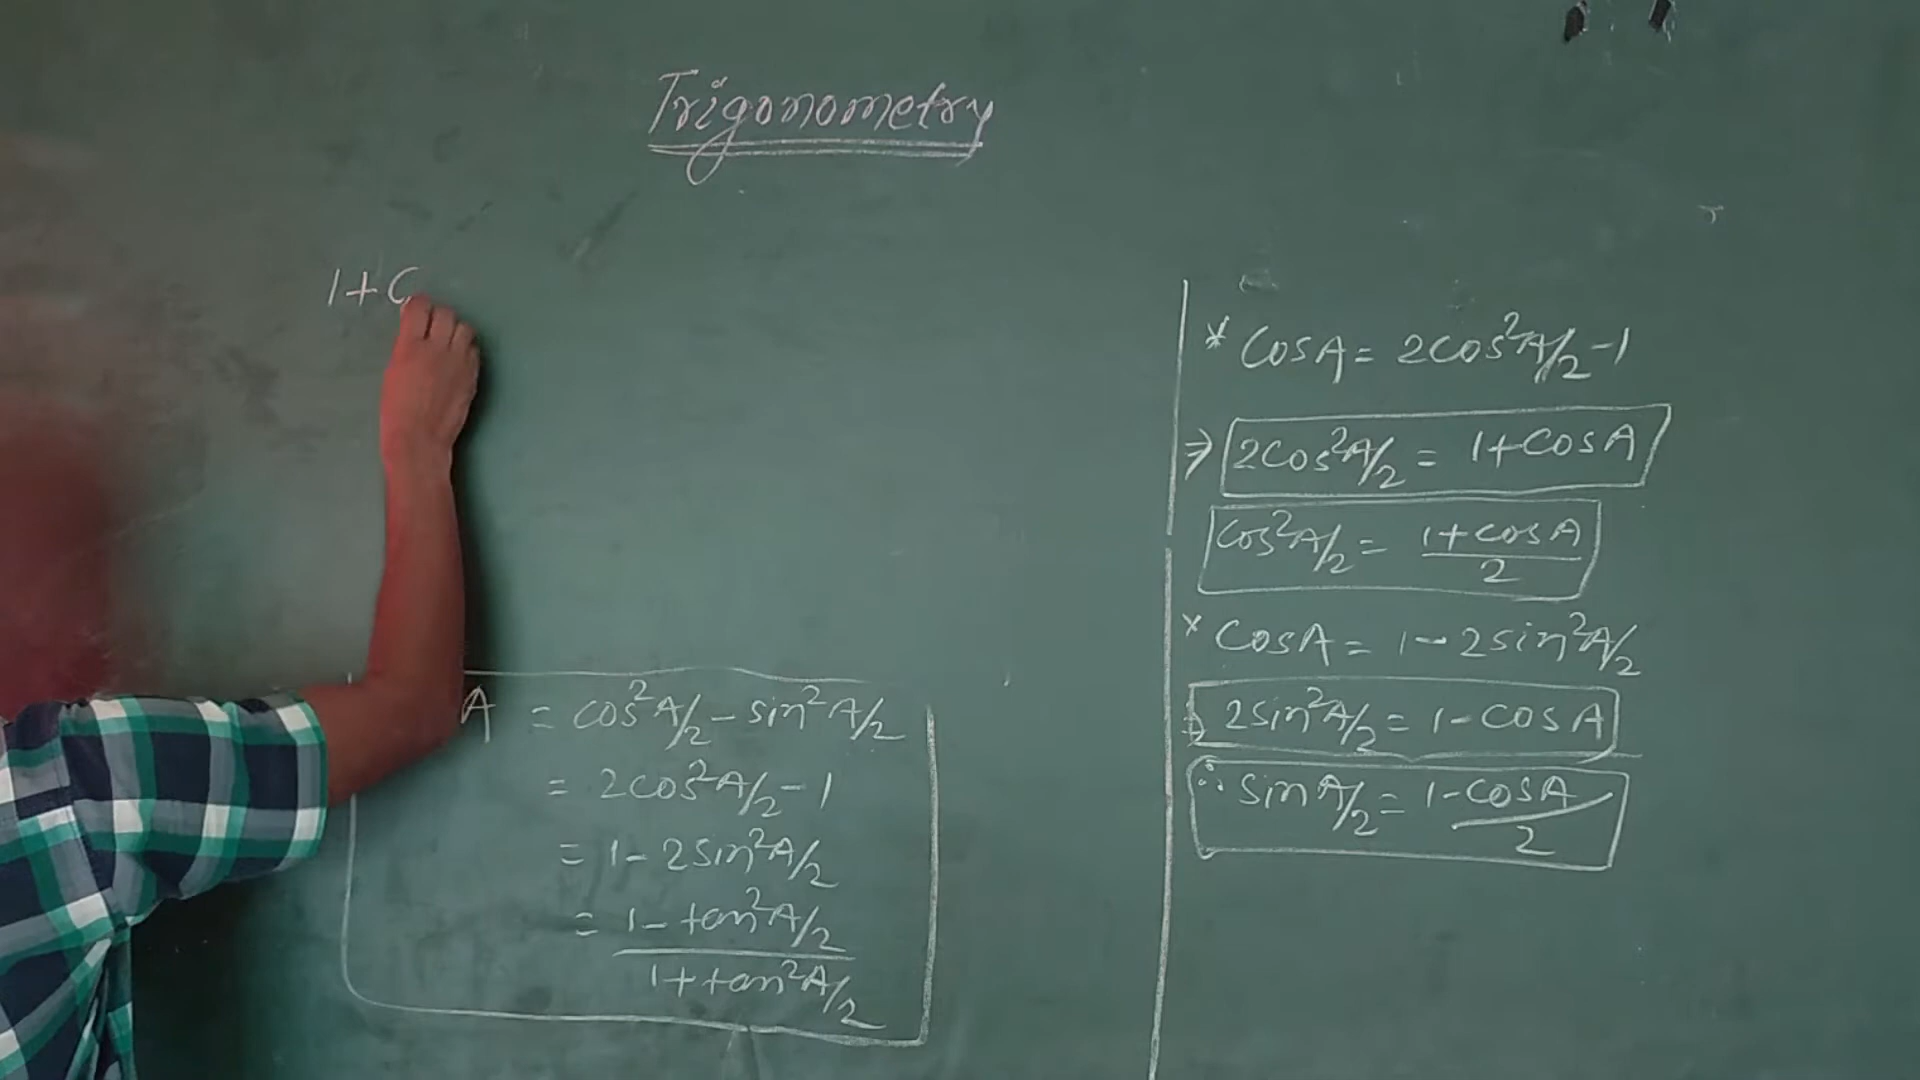 Trigonometry
1+C
A = cos²A/2 - sin²A/2
= 2cos²A/2 - 1
= 1 - 2sin²A/2
= 1 - tan²A/2
1 + tan²A/2
* CosA = 2cos²A/2 - 1
⇒ 2Cos²A/2 = 1+COSA
Cos²A/2 = 1+cosA
2
* CosA = 1 - 2sin²A/2
⇒ 2sin²A/2 = 1 - COSA
∴ sinA/2 = 1-cosA
2